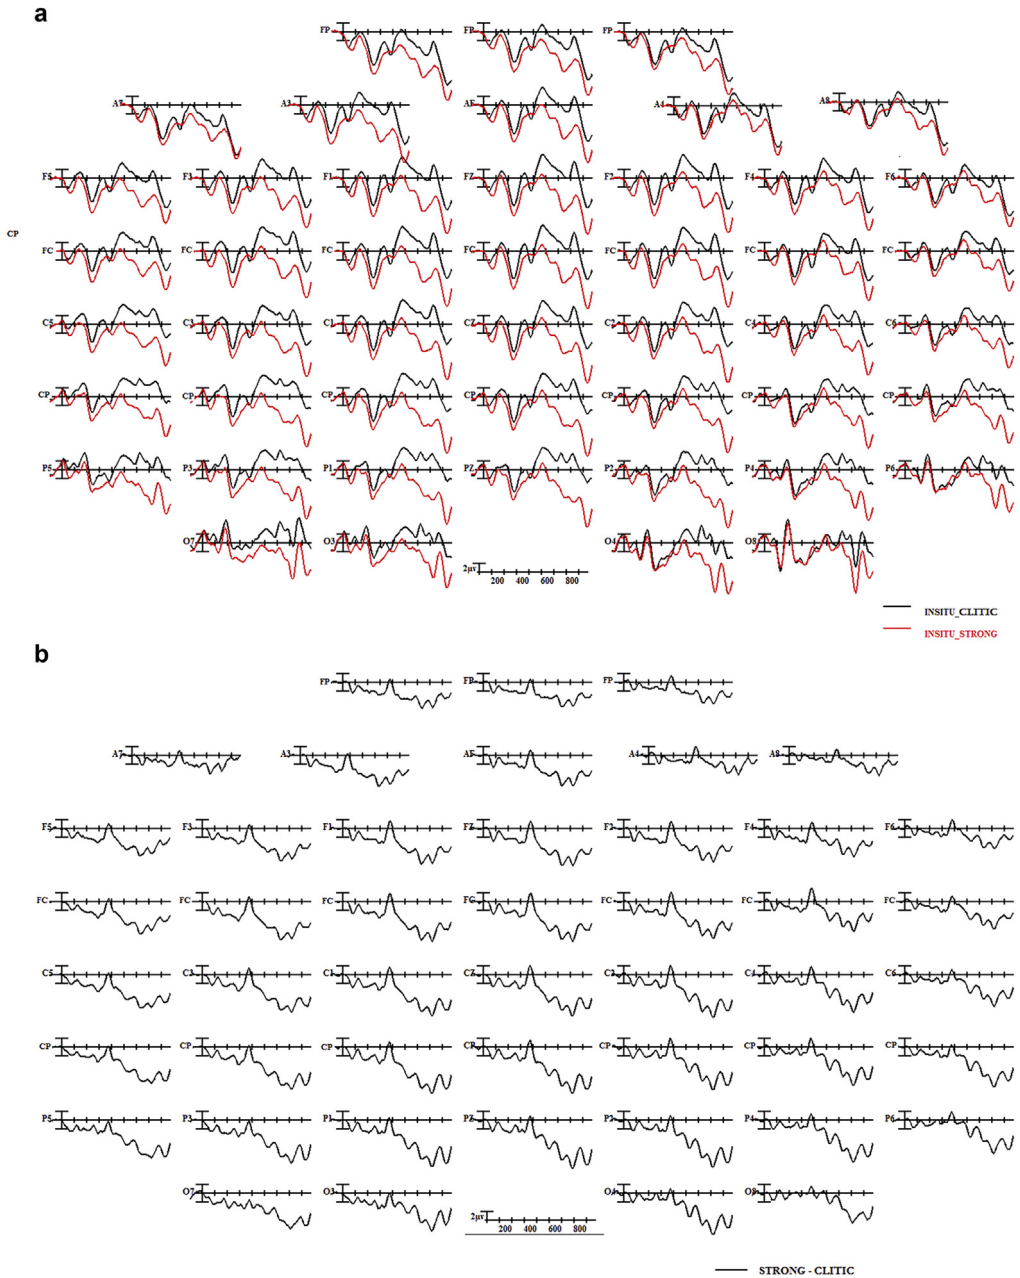 a
FP FP FP
A7 A3 AF A4 A8
F5 F3 F1 FZ F2 F4 F6
CP
FC FC FC FC FC FC FC
C5 C3 C1 CZ C2 C4 C6
CP CP CP CP CP CP CP
P5 P3 P1 PZ P2 P4 P6
O7 O3 O4 O8
2μv 200 400 600 800
INSITU_CLITIC
INSITU_STRONG
b
FP FP FP
A7 A3 AF A4 A8
F5 F3 F1 FZ F2 F4 F6
FC FC FC FC FC FC FC
C5 C3 C1 CZ C2 C4 C6
CP CP CP CP CP CP CP
P5 P3 P1 PZ P2 P4 P6
O7 O3 O4 O8
2μv 200 400 600 800
STRONG - CLITIC